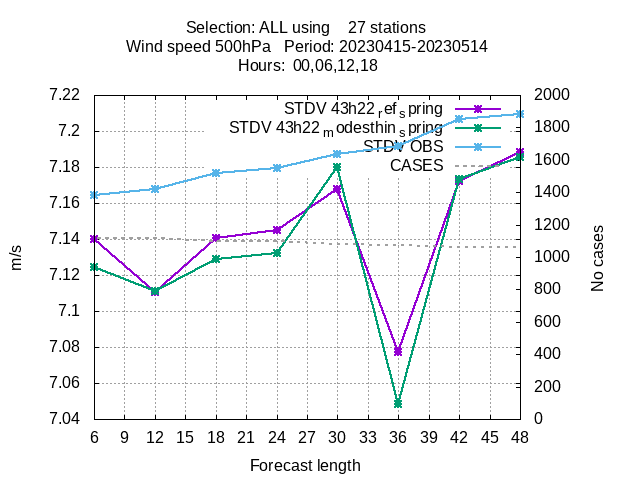 Selection: ALL using    27 stations
Wind speed 500hPa   Period: 20230415-20230514
Hours:  00,06,12,18
STDV 43h22 ref spring
STDV 43h22 modesthin spring
STDV OBS
CASES
7.22
7.2
7.18
7.16
7.14
7.12
7.1
7.08
7.06
7.04
2000
1800
1600
1400
1200
1000
800
600
400
200
0
m/s
No cases
6 9 12 15 18 21 24 27 30 33 36 39 42 45 48
Forecast length